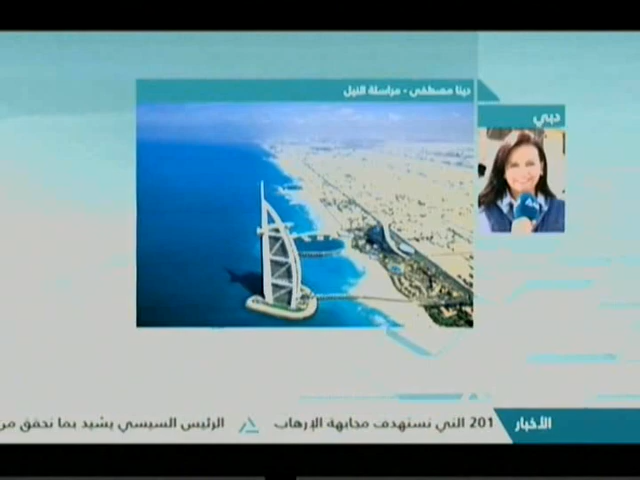 دينا مصطفى - مراسلة النيل
دبي
الأخبار
201 التي تستهدف مجابهة الإرهاب
الرئيس السيسي يشيد بما تحقق من